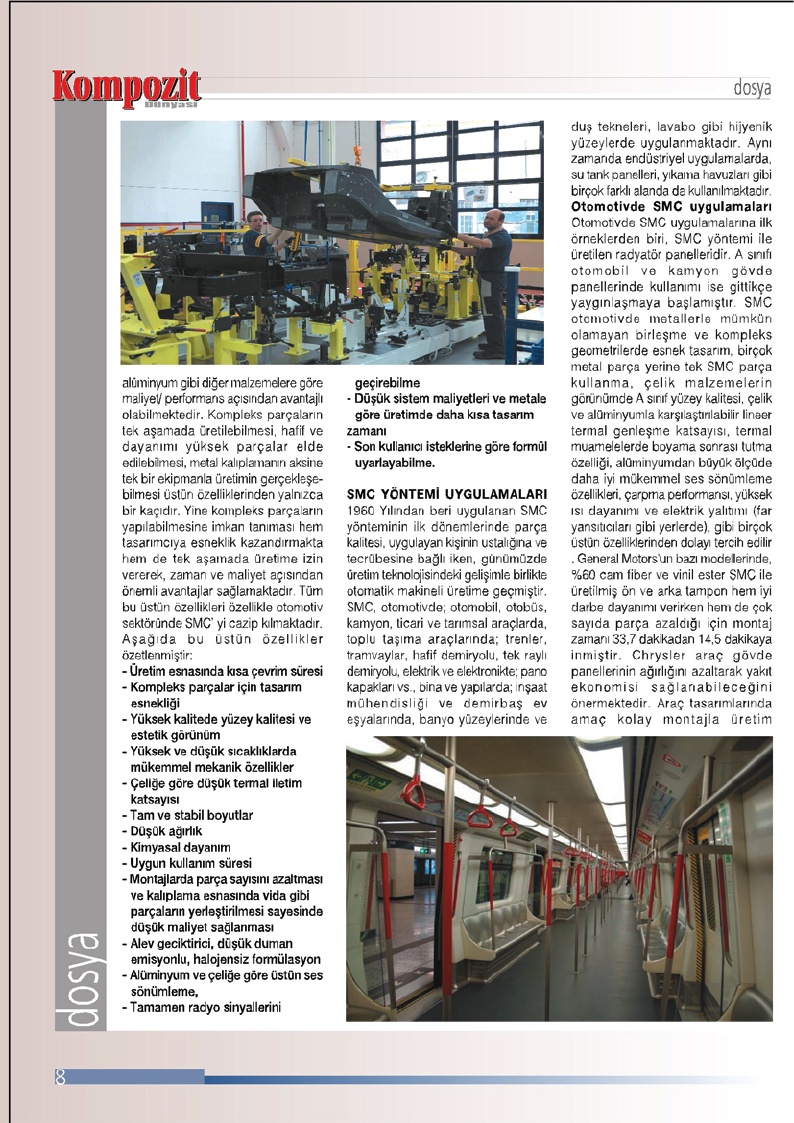 Kompozit
Dünyası
dosya
alüminyum gibi diğer malzemelere göre
maliyet/ performans açısından avantajlı
olabilmektedir. Kompleks parçaların
tek aşamada üretilebilmesi, hafif ve
dayanımı yüksek parçalar elde
edilebilmesi, metal kalıplamanın aksine
tek bir ekipmanla üretimin gerçekleşe-
bilmesi üstün özelliklerinden yalnızca
bir kaçıdır. Yine kompleks parçaların
yapılabilmesine imkan tanıması hem
tasarımcıya esneklik kazandırmakta
hem de tek aşamada üretime izin
vererek, zaman ve maliyet açısından
önemli avantajlar sağlamaktadır. Tüm
bu üstün özellikleri özellikle otomotiv
sektöründe SMC' yi cazip kılmaktadır.
Aşağıda bu üstün özellikler
özetlenmiştir:
- Üretim esnasında kısa çevrim süresi
- Kompleks parçalar için tasarım
esnekliği
- Yüksek kalitede yüzey kalitesi ve
estetik görünüm
- Yüksek ve düşük sıcaklıklarda
mükemmel mekanik özellikler
- Çeliğe göre düşük termal iletim
katsayısı
- Tam ve stabil boyutlar
- Düşük ağırlık
- Kimyasal dayanım
- Uygun kullanım süresi
- Montajlarda parça sayısını azaltması
ve kalıplama esnasında vida gibi
parçaların yerleştirilmesi sayesinde
düşük maliyet sağlanması
- Alev geciktirici, düşük duman
emisyonlu, halojensiz formülasyon
- Alüminyum ve çeliğe göre üstün ses
sönümleme,
- Tamamen radyo sinyallerini
geçirebilme
- Düşük sistem maliyetleri ve metale
göre üretimde daha kısa tasarım
zamanı
- Son kullanıcı isteklerine göre formül
uyarlayabilme.
SMC YÖNTEMİ UYGULAMALARI
1960 Yılından beri uygulanan SMC
yönteminin ilk dönemlerinde parça
kalitesi, uygulayan kişinin ustalığına ve
tecrübesine bağlı iken, günümüzde
üretim teknolojisindeki gelişimle birlikte
otomatik makineli üretime geçmiştir.
SMC, otomotivde; otomobil, otobüs,
kamyon, ticari ve tarımsal araçlarda,
toplu taşıma araçlarında; trenler,
tramvaylar, hafif demiryolu, tek raylı
demiryolu, elektrik ve elektronikte; pano
kapakları vs., bina ve yapılarda; inşaat
mühendisliği ve demirbaş ev
eşyalarında, banyo yüzeylerinde ve
duş tekneleri, lavabo gibi hijyenik
yüzeylerde uygulanmaktadır. Aynı
zamanda endüstriyel uygulamalarda,
su tank panelleri, yıkama havuzları gibi
birçok farklı alanda da kullanılmaktadır.
Otomotivde SMC uygulamaları
Otomotivde SMC uygulamalarına ilk
örneklerden biri, SMC yöntemi ile
üretilen radyatör panelleridir. A sınıfı
otomobil ve kamyon gövde
panellerinde kullanımı ise gittikçe
yaygınlaşmaya başlamıştır. SMC
otomotivde metallerle mümkün
olamayan birleşme ve kompleks
geometrilerde esnek tasarım, birçok
metal parça yerine tek SMC parça
kullanma, çelik malzemelerin
görünümde A sınıf yüzey kalitesi, çelik
ve alüminyumla karşılaştırılabilir lineer
termal genleşme katsayısı, termal
muamelelerde boyama sonrası tutma
özelliği, alüminyumdan büyük ölçüde
daha iyi mükemmel ses sönümleme
özellikleri, çarpma performansı, yüksek
ısı dayanımı ve elektrik yalıtımı (far
yansıtıcıları gibi yerlerde), gibi birçok
üstün özelliklerinden dolayı tercih edilir
. General Motors'un bazı modellerinde,
%60 cam fiber ve vinil ester SMC ile
üretilmiş ön ve arka tampon hem iyi
darbe dayanımı verirken hem de çok
sayıda parça azaldığı için montaj
zamanı 33,7 dakikadan 14,5 dakikaya
inmiştir. Chrysler araç gövde
panellerinin ağırlığını azaltarak yakıt
ekonomisi sağlanabileceğini
önermektedir. Araç tasarımlarında
amaç kolay montajla üretim
dosya
8